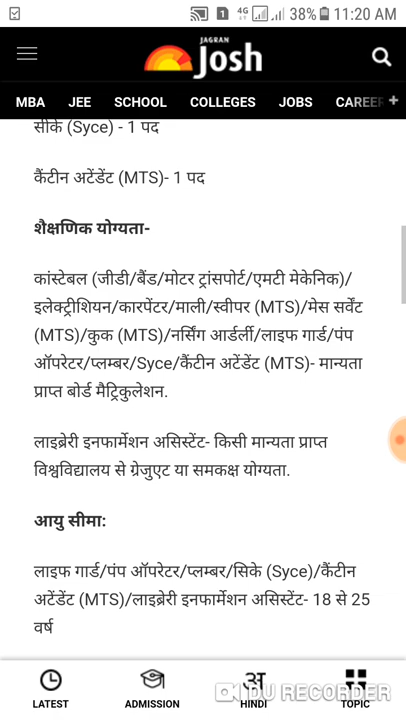 4G 38% 11:20 AM
JAGRAN
Josh
MBA JEE SCHOOL COLLEGES JOBS CAREER +
सीके (Syce) - 1 पद
कैंटीन अटेंडेंट (MTS)- 1 पद
शैक्षणिक योग्यता-
कांस्टेबल (जीडी/बैंड/मोटर ट्रांसपोर्ट/एमटी मेकेनिक)/
इलेक्ट्रीशियन/कारपेंटर/माली/स्वीपर (MTS)/मेस सर्वेंट
(MTS)/कुक (MTS)/नर्सिंग आर्डर्ली/लाइफ गार्ड/पंप
ऑपरेटर/प्लम्बर/Syce/कैंटीन अटेंडेंट (MTS)- मान्यता
प्राप्त बोर्ड मैट्रिकुलेशन.
लाइब्रेरी इनफार्मेशन असिस्टेंट- किसी मान्यता प्राप्त
विश्वविद्यालय से ग्रेजुएट या समकक्ष योग्यता.
आयु सीमा:
लाइफ गार्ड/पंप ऑपरेटर/प्लम्बर/सिके (Syce)/कैंटीन
अटेंडेंट (MTS)/लाइब्रेरी इनफार्मेशन असिस्टेंट- 18 से 25
वर्ष
अ
DU RECORDER
LATEST ADMISSION HINDI TOPIC